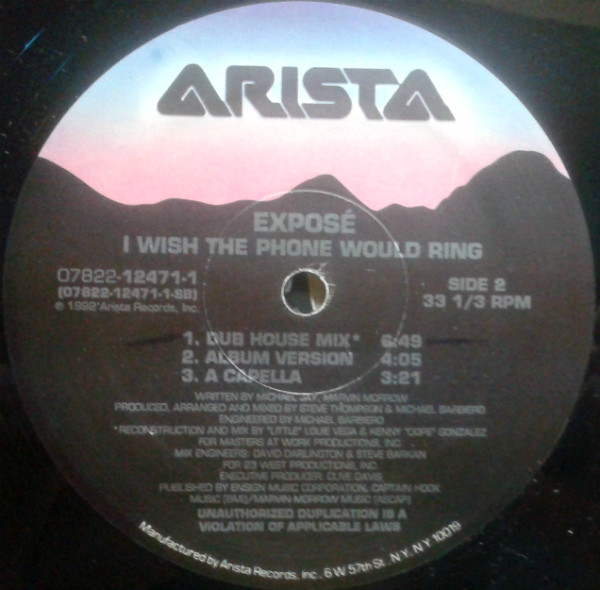 ARISTA
EXPOSÉ
I WISH THE PHONE WOULD RING
07822-12471-1
(07822-12471-1-SB)
℗ 1992 Arista Records, Inc.
SIDE 2
33 1/3 RPM
1. DUB HOUSE MIX* 6:49
2. ALBUM VERSION 4:05
3. A CAPELLA 3:21
WRITTEN BY MICHAEL JAY, MARVIN MORROW
PRODUCED, ARRANGED AND MIXED BY STEVE THOMPSON & MICHAEL BARBIERO
ENGINEERED BY MICHAEL BARBIERO
*RECONSTRUCTION AND MIX BY "LITTLE" LOUIE VEGA & KENNY "DOPE" GONZALEZ
FOR MASTERS AT WORK PRODUCTIONS, INC.
MIX ENGINEERS: DAVID DARLINGTON & STEVE BARKAN
FOR 23 WEST PRODUCTIONS, INC.
EXECUTIVE PRODUCER: CLIVE DAVIS
PUBLISHED BY ENSIGN MUSIC CORPORATION, CAPTAIN HOOK
MUSIC [BMI]/MARVIN MORROW MUSIC [ASCAP]
UNAUTHORIZED DUPLICATION IS A
VIOLATION OF APPLICABLE LAWS
Manufactured by Arista Records, Inc. 6 W. 57th St., N.Y. N.Y. 10019